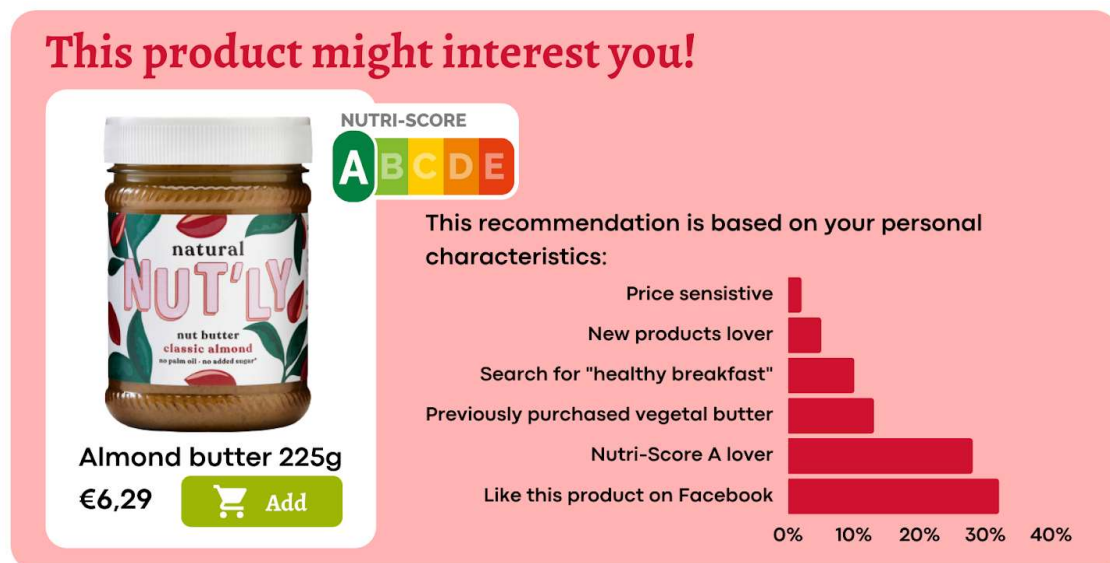 This product might interest you!
NUTRI-SCORE
A B C D E
natural
NUT'LY
nut butter
classic almond
no palm oil - no added sugar*
Almond butter 225g
€6,29
Add
This recommendation is based on your personal
characteristics:
Price sensistive
New products lover
Search for "healthy breakfast"
Previously purchased vegetal butter
Nutri-Score A lover
Like this product on Facebook
0% 10% 20% 30% 40%